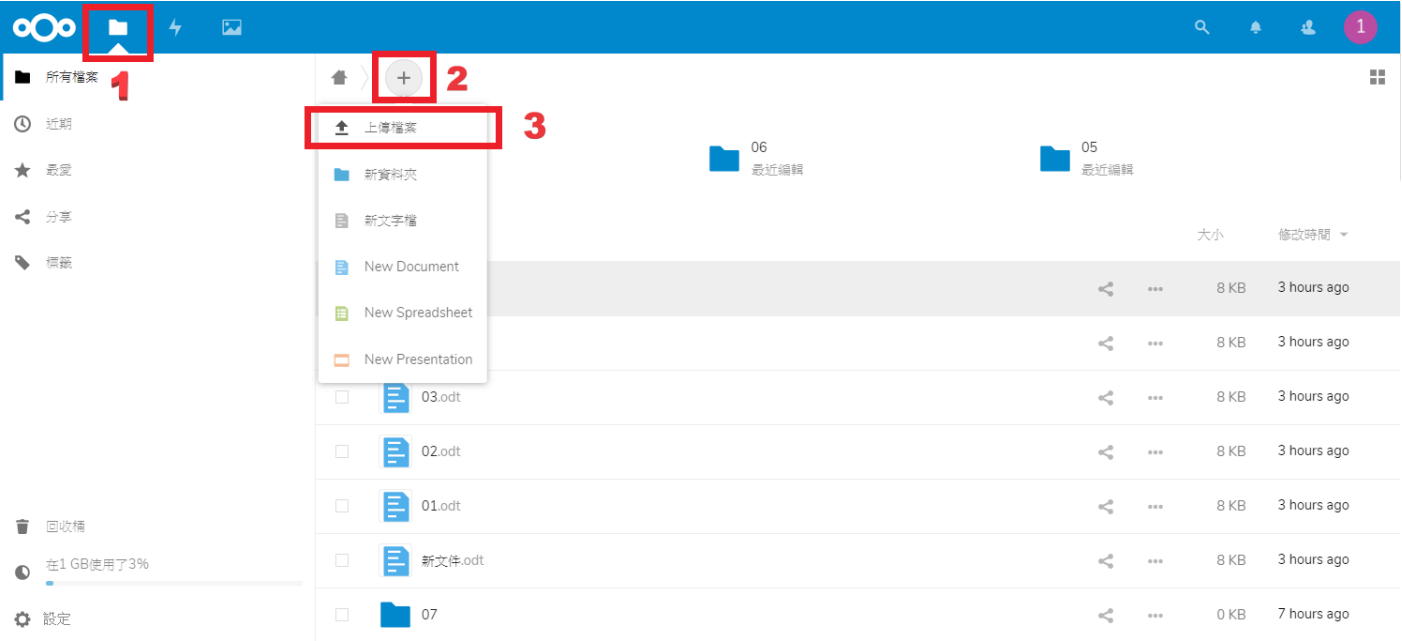 1
1
所有檔案
近期
最愛
分享
標籤
回收桶
在1 GB使用了3%
設定
+
2
上傳檔案
3
新資料夾
新文字檔
New Document
New Spreadsheet
New Presentation
06
最近編輯
05
最近編輯
大小 修改時間
8 KB 3 hours ago
8 KB 3 hours ago
03.odt 8 KB 3 hours ago
02.odt 8 KB 3 hours ago
01.odt 8 KB 3 hours ago
新文件.odt 8 KB 3 hours ago
07 0 KB 7 hours ago